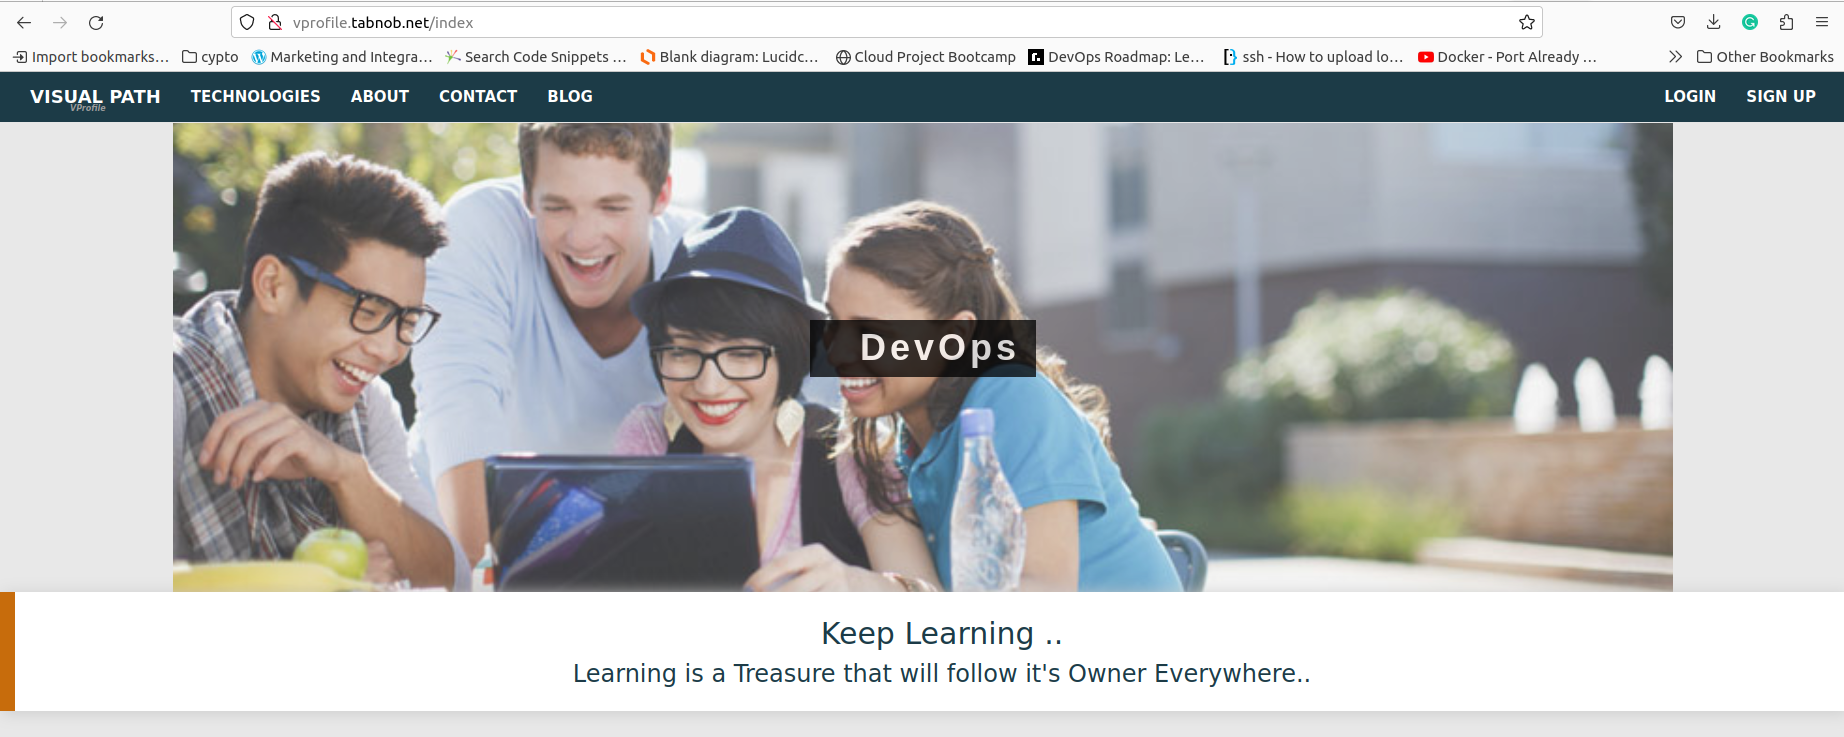 vprofile.tabnob.net/index
Import bookmarks… cypto Marketing and Integra… Search Code Snippets … Blank diagram: Lucidc… Cloud Project Bootcamp DevOps Roadmap: Le… ssh - How to upload lo… Docker - Port Already … Other Bookmarks
VISUAL PATH TECHNOLOGIES ABOUT CONTACT BLOG LOGIN SIGN UP
VProfile
DevOps
Keep Learning ..
Learning is a Treasure that will follow it's Owner Everywhere..